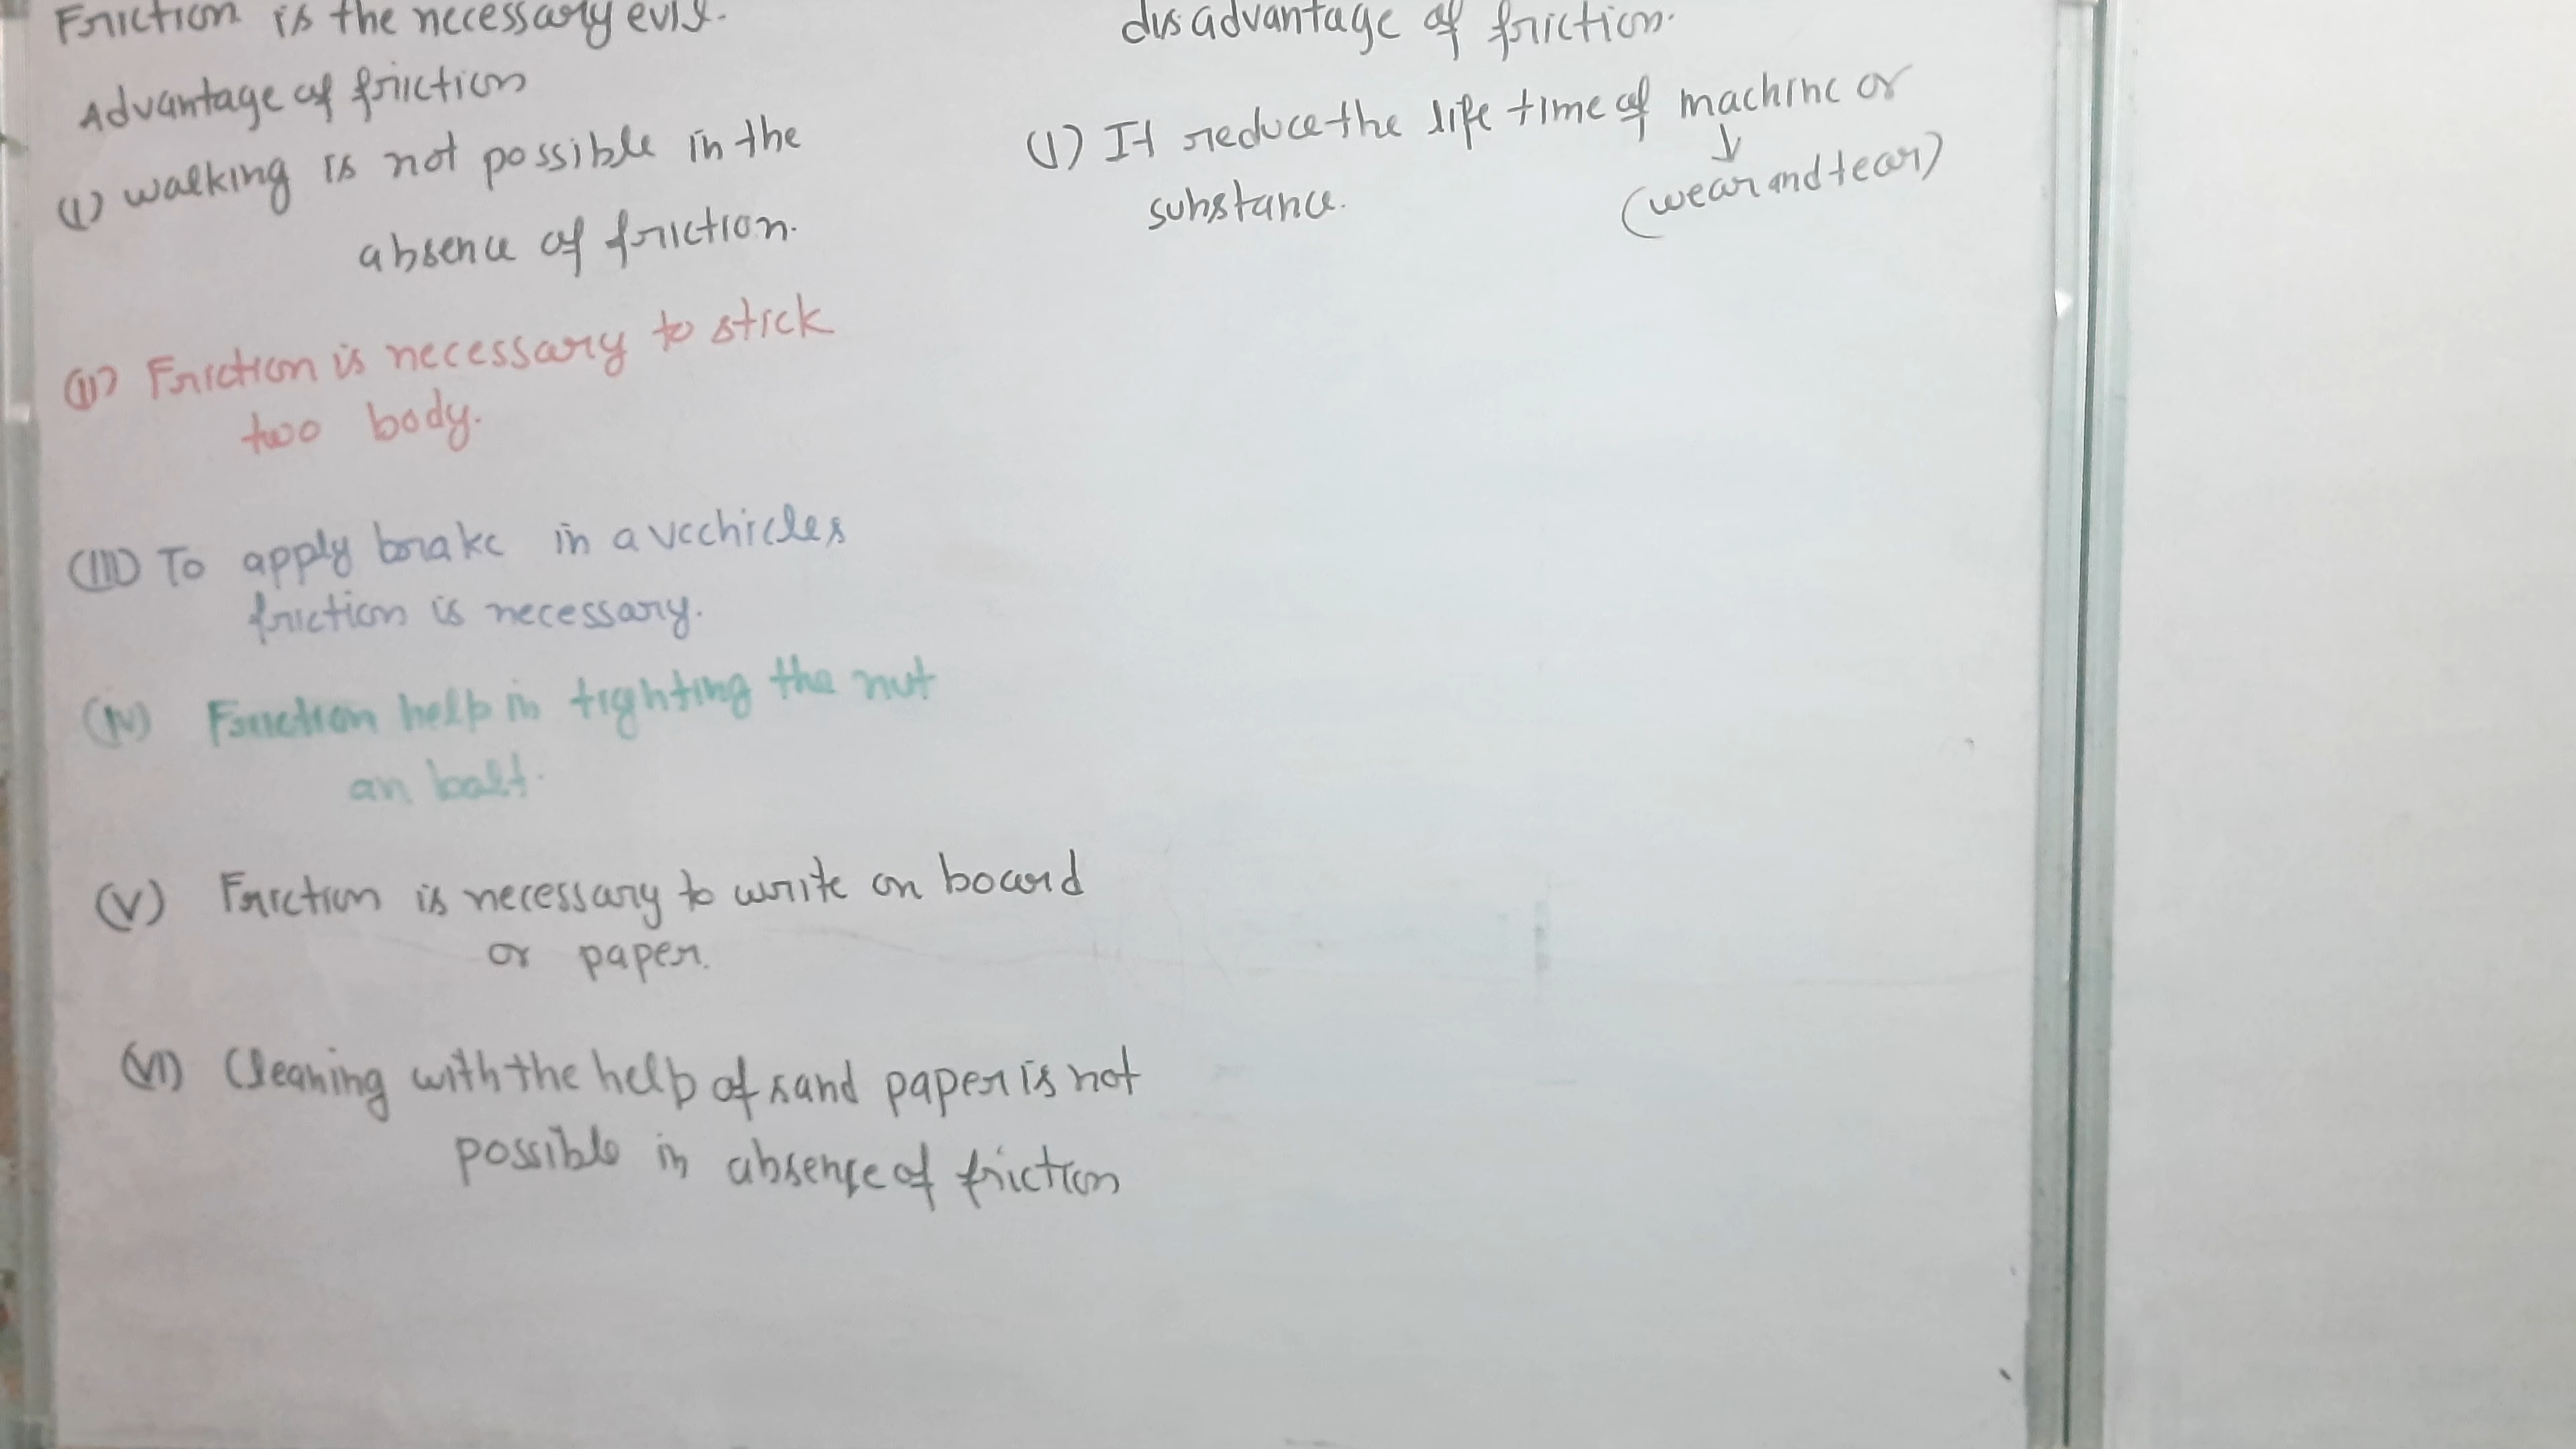 Friction is the necessary evil.
Advantage of friction
(I) walking is not possible in the
absence of friction.
(II) Friction is necessary to stick
two body.
(III) To apply brake in a vechicles
friction is necessary.
(IV) Friction help in tighting the nut
an bolt.
(V) Friction is necessary to write on board
or paper.
(VI) Cleaning with the help of sand paper is not
possible in absence of friction
disadvantage of friction.
(I) It reduce the life time of machine or
↓
substance. (wear and tear)